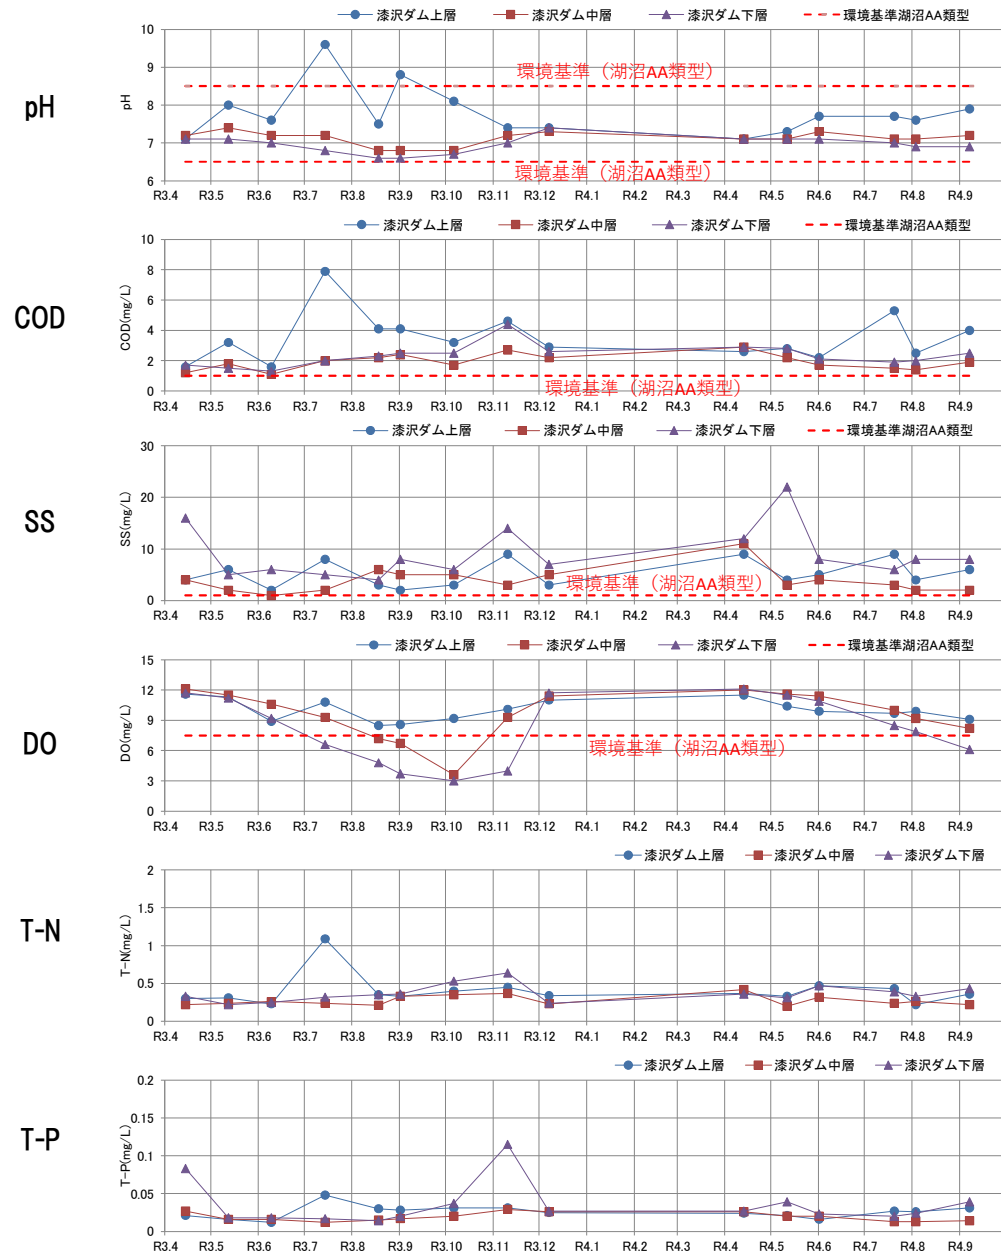 漆沢ダム上層 漆沢ダム中層 漆沢ダム下層 環境基準湖沼AA類型
pH
pH
10
9
8
7
6
環境基準（湖沼AA類型）
環境基準（湖沼AA類型）
R3.4 R3.5 R3.6 R3.7 R3.8 R3.9 R3.10 R3.11 R3.12 R4.1 R4.2 R4.3 R4.4 R4.5 R4.6 R4.7 R4.8 R4.9
漆沢ダム上層 漆沢ダム中層 漆沢ダム下層 環境基準湖沼AA類型
COD
COD(mg/L)
10
8
6
4
2
0
環境基準（湖沼AA類型）
R3.4 R3.5 R3.6 R3.7 R3.8 R3.9 R3.10 R3.11 R3.12 R4.1 R4.2 R4.3 R4.4 R4.5 R4.6 R4.7 R4.8 R4.9
漆沢ダム上層 漆沢ダム中層 漆沢ダム下層 環境基準湖沼AA類型
SS
SS(mg/L)
30
20
10
0
環境基準（湖沼AA類型）
R3.4 R3.5 R3.6 R3.7 R3.8 R3.9 R3.10 R3.11 R3.12 R4.1 R4.2 R4.3 R4.4 R4.5 R4.6 R4.7 R4.8 R4.9
漆沢ダム上層 漆沢ダム中層 漆沢ダム下層 環境基準湖沼AA類型
DO
DO(mg/L)
15
12
9
6
3
0
環境基準（湖沼AA類型）
R3.4 R3.5 R3.6 R3.7 R3.8 R3.9 R3.10 R3.11 R3.12 R4.1 R4.2 R4.3 R4.4 R4.5 R4.6 R4.7 R4.8 R4.9
漆沢ダム上層 漆沢ダム中層 漆沢ダム下層
T-N
T-N(mg/L)
2
1.5
1
0.5
0
R3.4 R3.5 R3.6 R3.7 R3.8 R3.9 R3.10 R3.11 R3.12 R4.1 R4.2 R4.3 R4.4 R4.5 R4.6 R4.7 R4.8 R4.9
漆沢ダム上層 漆沢ダム中層 漆沢ダム下層
T-P
T-P(mg/L)
0.2
0.15
0.1
0.05
0
R3.4 R3.5 R3.6 R3.7 R3.8 R3.9 R3.10 R3.11 R3.12 R4.1 R4.2 R4.3 R4.4 R4.5 R4.6 R4.7 R4.8 R4.9